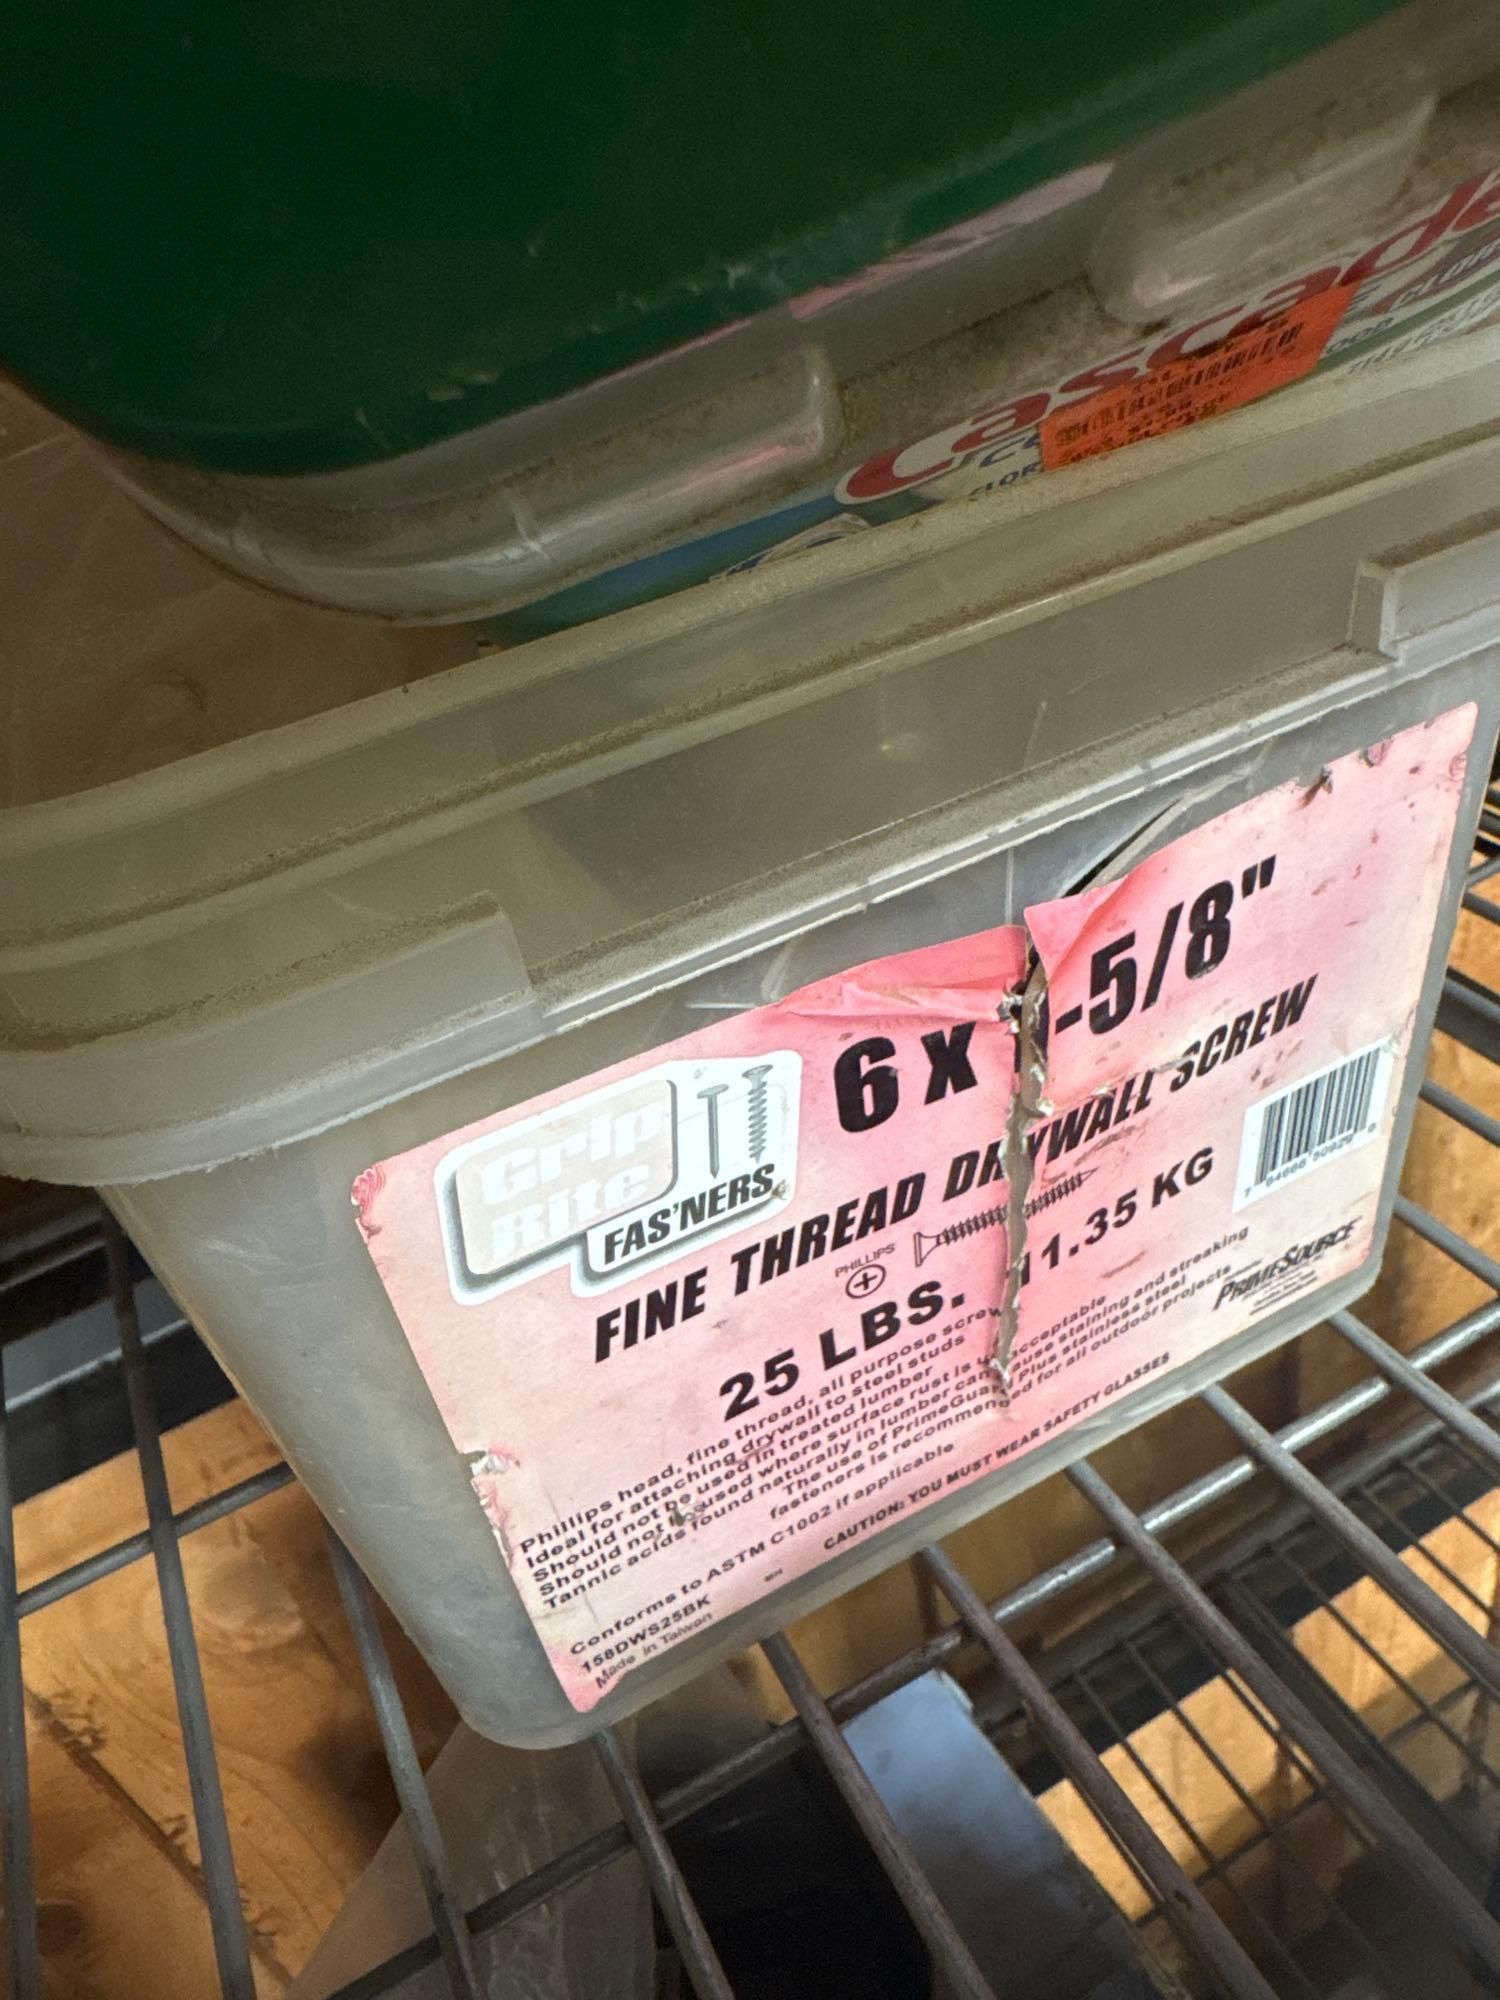 Cascade
Grip
Rite
FAS'NERS
6 x 1-5/8"
FINE THREAD DRYWALL SCREW
PHILLIPS
25 LBS. 11.35 KG
Phillips head, fine thread, all purpose screw
Ideal for attaching drywall to steel studs
Should not be used in treated lumber
Should not be used where surface rust is unacceptable
Tannic acids found naturally in lumber can cause staining and streaking
The use of PrimeGuard Plus stainless steel
fasteners is recommended for all outdoor projects
Conforms to ASTM C1002 if applicable
158DWS25BK
Made in Taiwan
CAUTION: YOU MUST WEAR SAFETY GLASSES
PRIMESOURCE